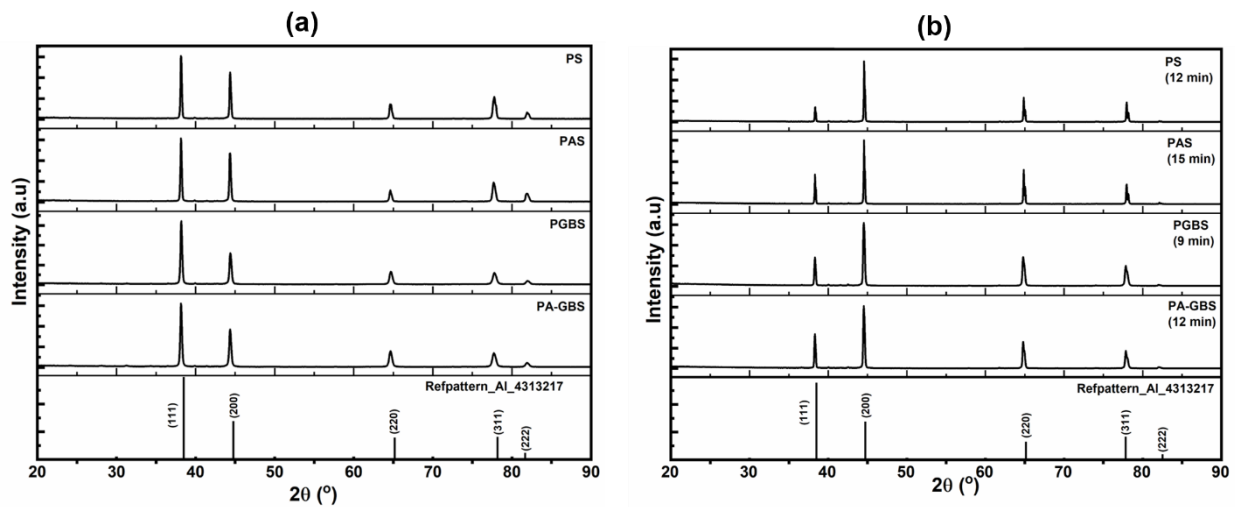 (a)
PS
PAS
PGBS
PA-GBS
Refpattern_Al_4313217
(111)
(200)
(220)
(311)
(222)
Intensity (a.u)
20 30 40 50 60 70 80 90
2θ (°)
(b)
PS
(12 min)
PAS
(15 min)
PGBS
(9 min)
PA-GBS
(12 min)
Refpattern_Al_4313217
(111)
(200)
(220)
(311)
(222)
Intensity (a.u)
20 30 40 50 60 70 80 90
2θ (°)